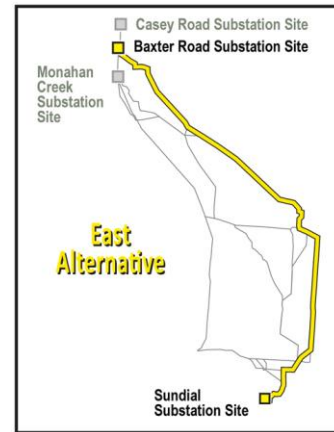 Casey Road Substation Site
Baxter Road Substation Site
Monahan
Creek
Substation
Site
East
Alternative
Sundial
Substation Site